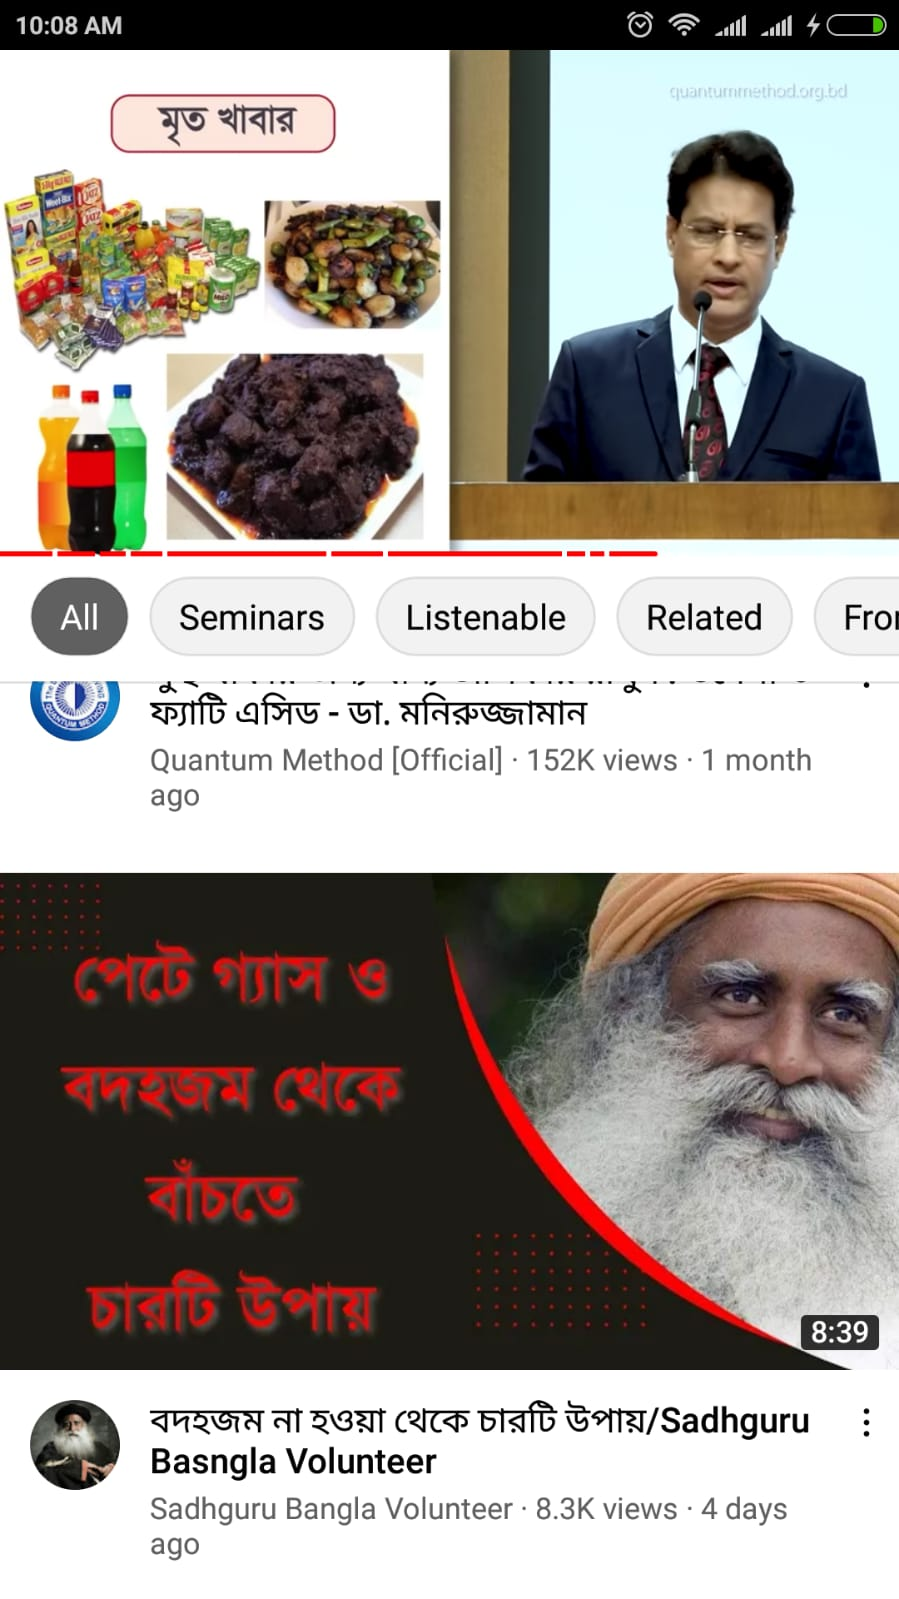 10:08 AM
quantummethod.org.bd
মৃত খাবার
All
Seminars
Listenable
Related
ফ্যাটি এসিড - ডা. মনিরুজ্জামান
Quantum Method [Official] · 152K views · 1 month
ago
পেটে গ্যাস ও
বদহজম থেকে
বাঁচতে
চারটি উপায়
8:39
বদহজম না হওয়া থেকে চারটি উপায়/Sadhguru
Basngla Volunteer
Sadhguru Bangla Volunteer · 8.3K views · 4 days
ago